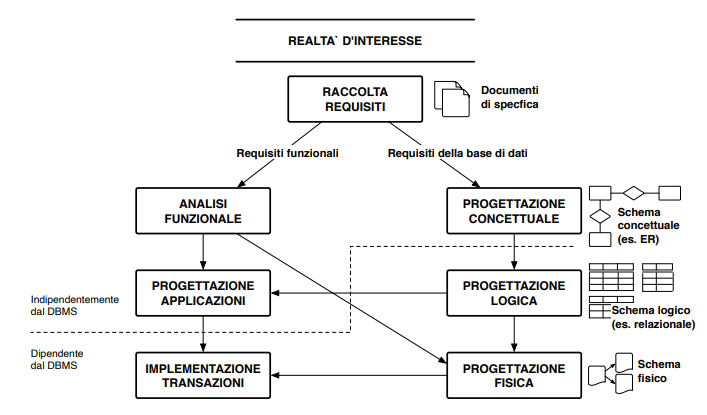 REALTA` D'INTERESSE
RACCOLTA
REQUISITI
Documenti
di specfica
Requisiti funzionali
Requisiti della base di dati
ANALISI
FUNZIONALE
PROGETTAZIONE
CONCETTUALE
Schema
concettuale
(es. ER)
PROGETTAZIONE
APPLICAZIONI
PROGETTAZIONE
LOGICA
Indipendentemente
dal DBMS
Schema logico
(es. relazionale)
Dipendente
dal DBMS
IMPLEMENTAZIONE
TRANSAZIONI
PROGETTAZIONE
FISICA
Schema
fisico